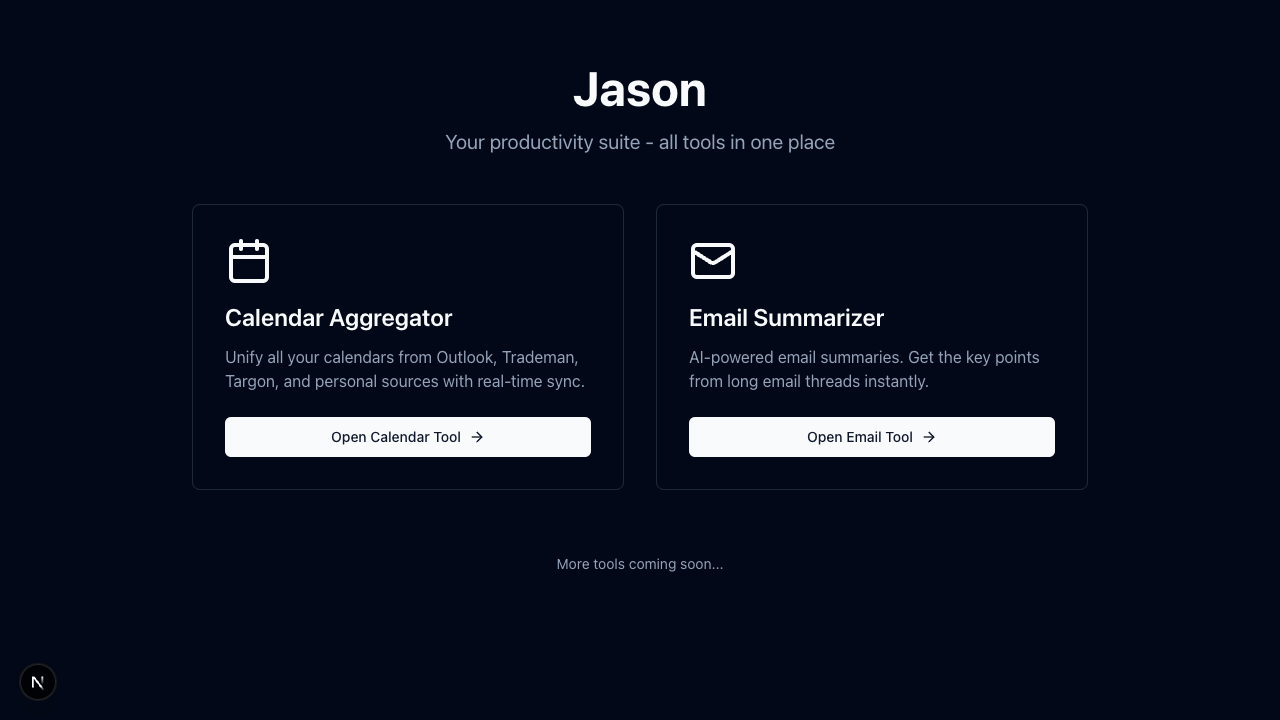 Jason
Your productivity suite - all tools in one place
Calendar Aggregator
Unify all your calendars from Outlook, Trademan,
Targon, and personal sources with real-time sync.
Open Calendar Tool
Email Summarizer
AI-powered email summaries. Get the key points
from long email threads instantly.
Open Email Tool
More tools coming soon...
N